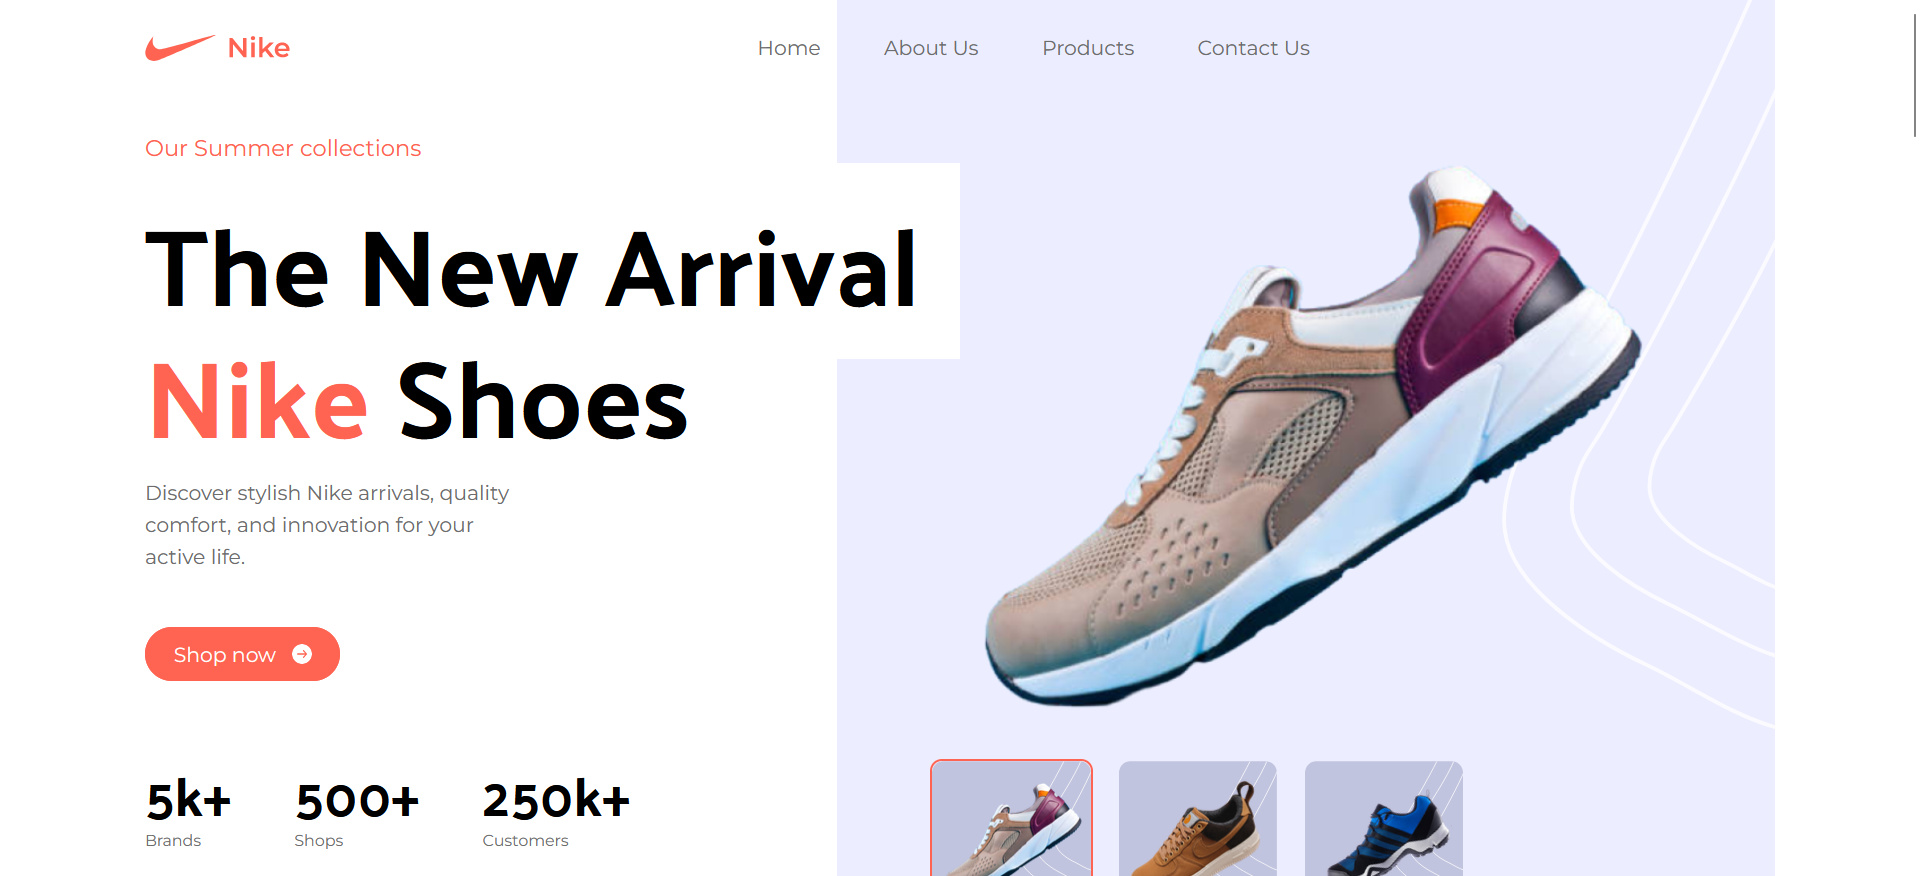 Nike
Home About Us Products Contact Us
Our Summer collections
The New Arrival
Nike Shoes
Discover stylish Nike arrivals, quality
comfort, and innovation for your
active life.
Shop now
5k+ 500+ 250k+
Brands Shops Customers